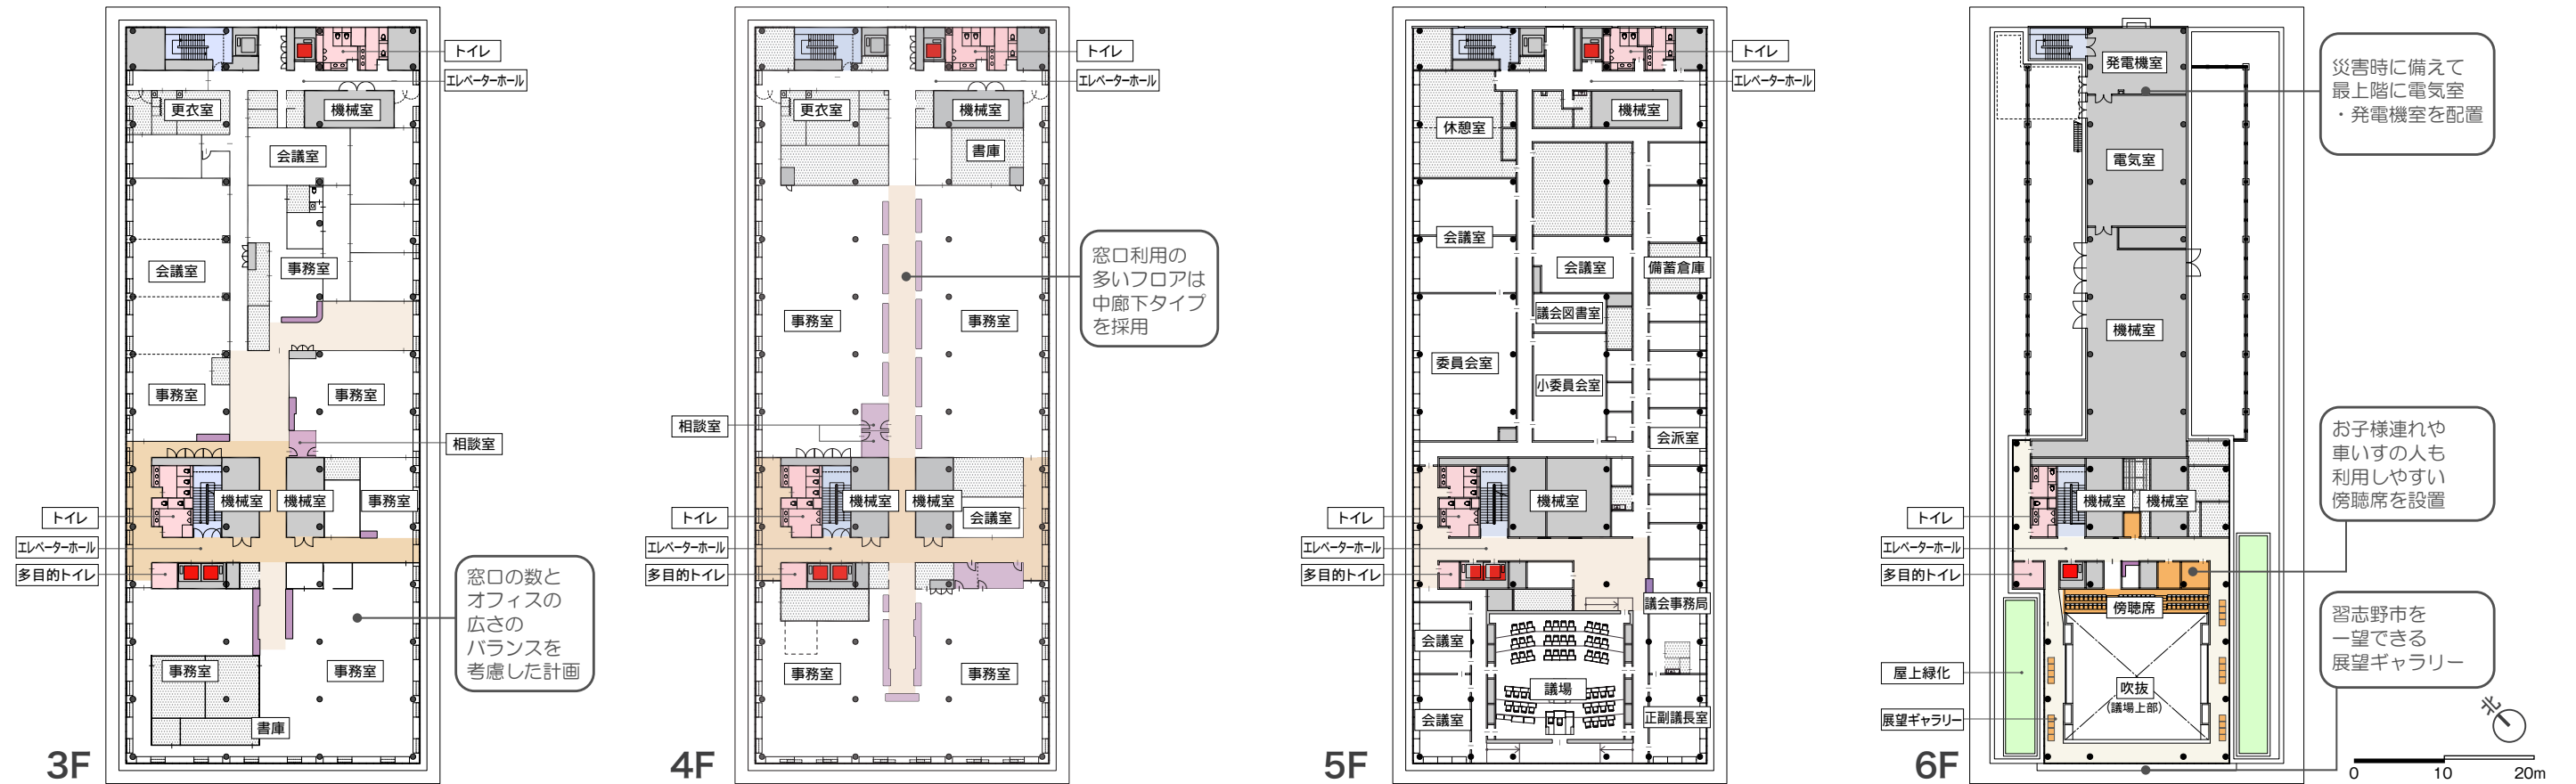 トイレ
エレベーターホール
更衣室
機械室
会議室
会議室
事務室
事務室
事務室
相談室
機械室
機械室
事務室
トイレ
エレベーターホール
多目的トイレ
窓口の数と
オフィスの
広さの
バランスを
考慮した計画
事務室
事務室
書庫
3F
トイレ
エレベーターホール
更衣室
機械室
書庫
窓口利用の
多いフロアは
中廊下タイプ
を採用
事務室
事務室
相談室
機械室
機械室
会議室
トイレ
エレベーターホール
多目的トイレ
事務室
事務室
4F
トイレ
エレベーターホール
機械室
休憩室
会議室
会議室
備蓄倉庫
議会図書室
委員会室
小委員会室
会派室
機械室
トイレ
エレベーターホール
多目的トイレ
議会事務局
会議室
議場
会議室
正副議長室
5F
発電機室
災害時に備えて
最上階に電気室
・発電機室を配置
電気室
機械室
お子様連れや
車いすの人も
利用しやすい
傍聴席を設置
機械室
機械室
トイレ
エレベーターホール
多目的トイレ
傍聴席
習志野市を
一望できる
展望ギャラリー
屋上緑化
吹抜
(議場上部)
展望ギャラリー
6F
北
0 10 20m